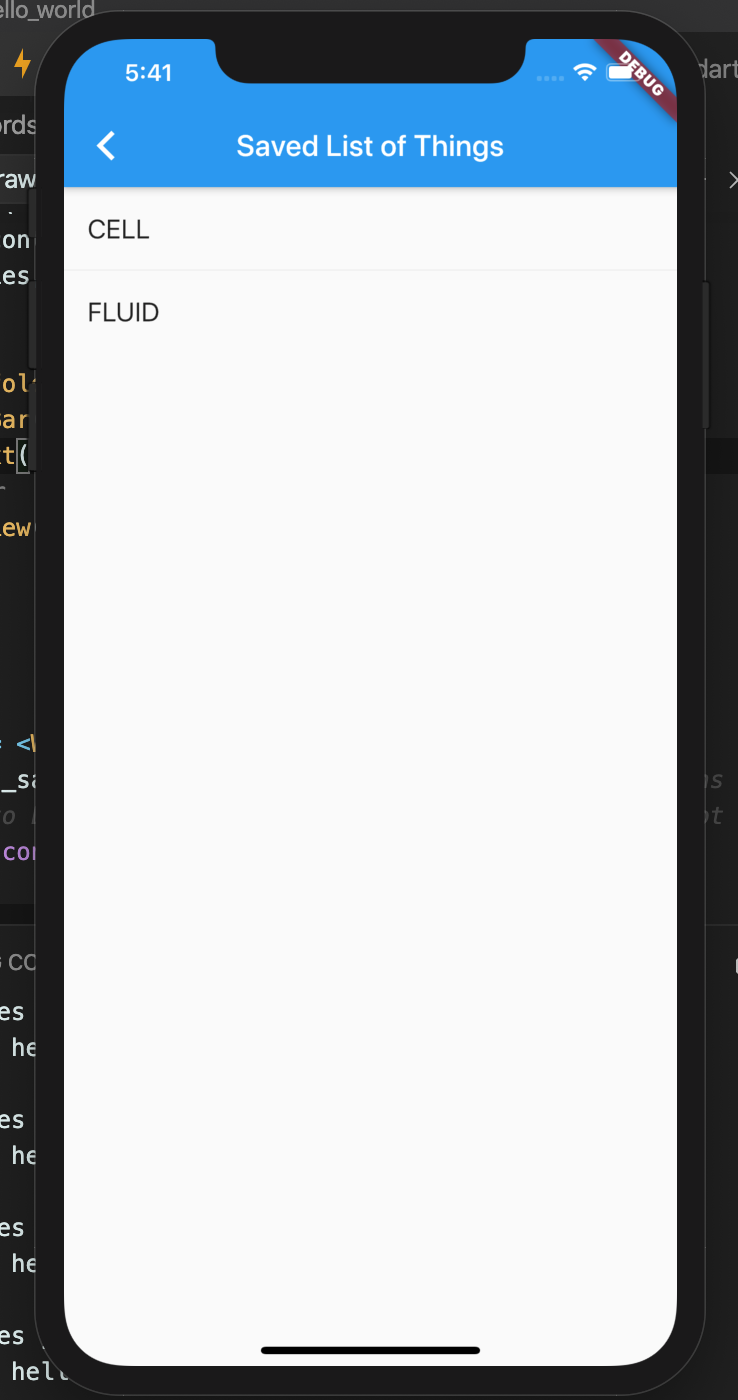 ello_world
5:41
DEBUG
dart
ords
Saved List of Things
raw
CELL
on
es
FLUID
ol
ar
t(
r
ew
= <
_sa
ns
to
ot
con
CO
es
he
es
he
es
he
es
hell